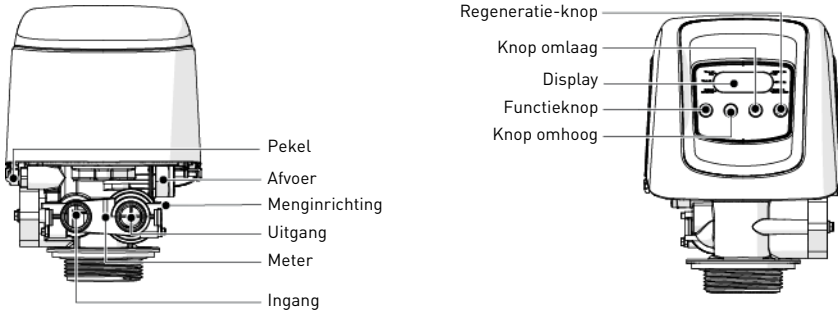 Pekel
Afvoer
Menginrichting
Uitgang
Meter
Ingang
Regeneratie-knop
Knop omlaag
Display
Functieknop
Knop omhoog